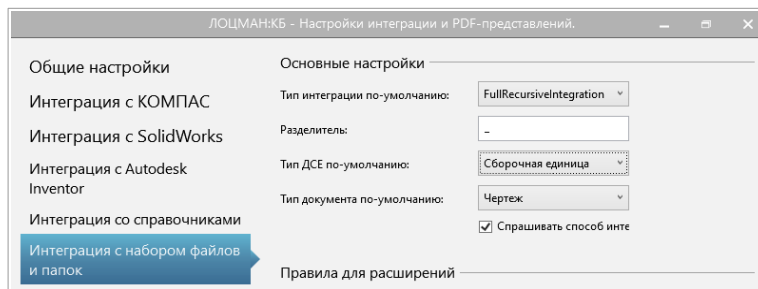 ЛОЦМАН:КБ - Настройки интеграции и PDF-представлений.
Общие настройки
Интеграция с КОМПАС
Интеграция с SolidWorks
Интеграция с Autodesk
Inventor
Интеграция со справочниками
Интеграция с набором файлов
и папок
Основные настройки
Тип интеграции по-умолчанию: FullRecursiveIntegration
Разделитель: _
Тип ДСЕ по-умолчанию: Сборочная единица
Тип документа по-умолчанию: Чертеж
Спрашивать способ инте
Правила для расширений